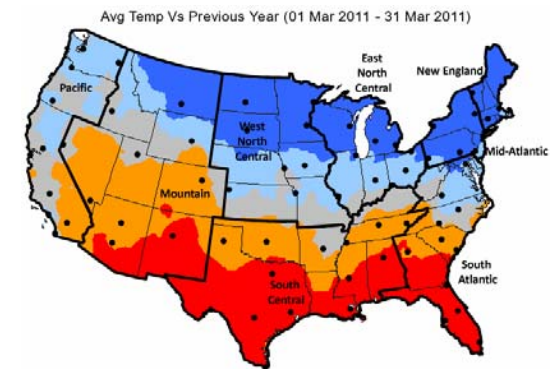 Avg Temp Vs Previous Year (01 Mar 2011 - 31 Mar 2011)
East
North
Central
New England
Pacific
West
North
Central
Mid-Atlantic
Mountain
South
Central
South
Atlantic